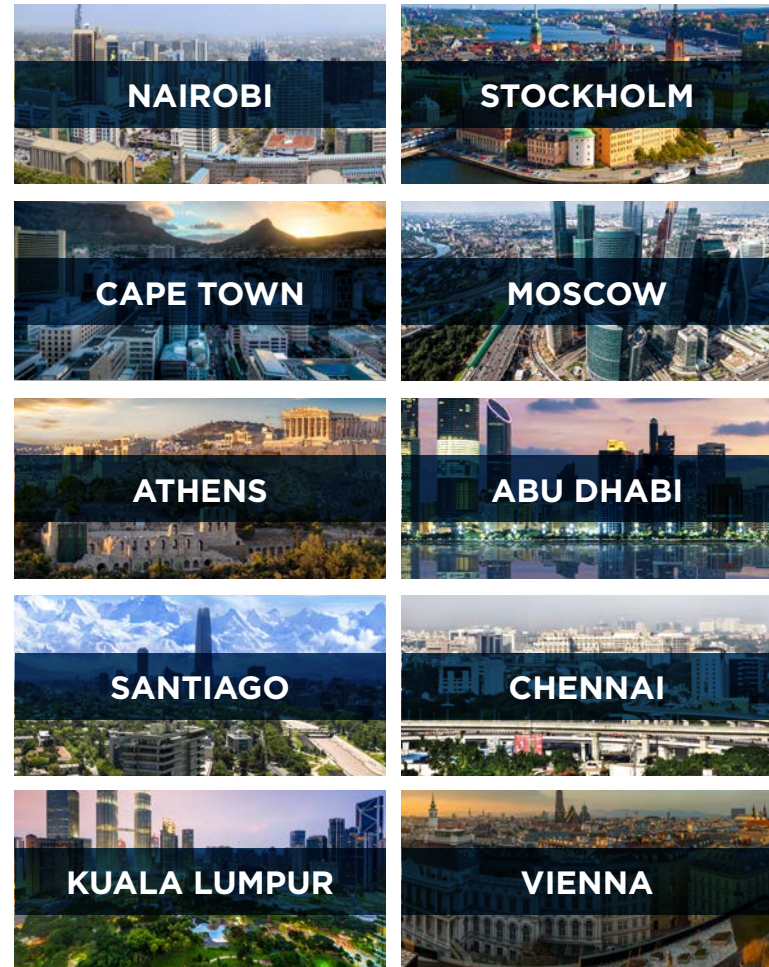 NAIROBI
STOCKHOLM
CAPE TOWN
MOSCOW
ATHENS
ABU DHABI
SANTIAGO
CHENNAI
KUALA LUMPUR
VIENNA